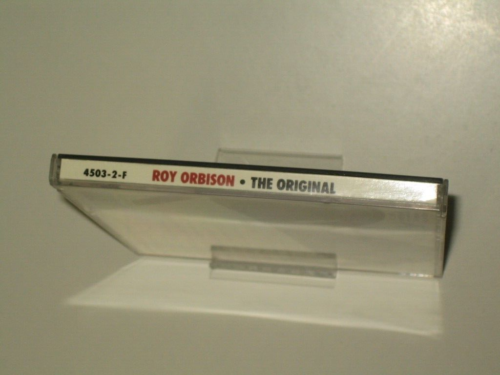 4503-2-F ROY ORBISON • THE ORIGINAL